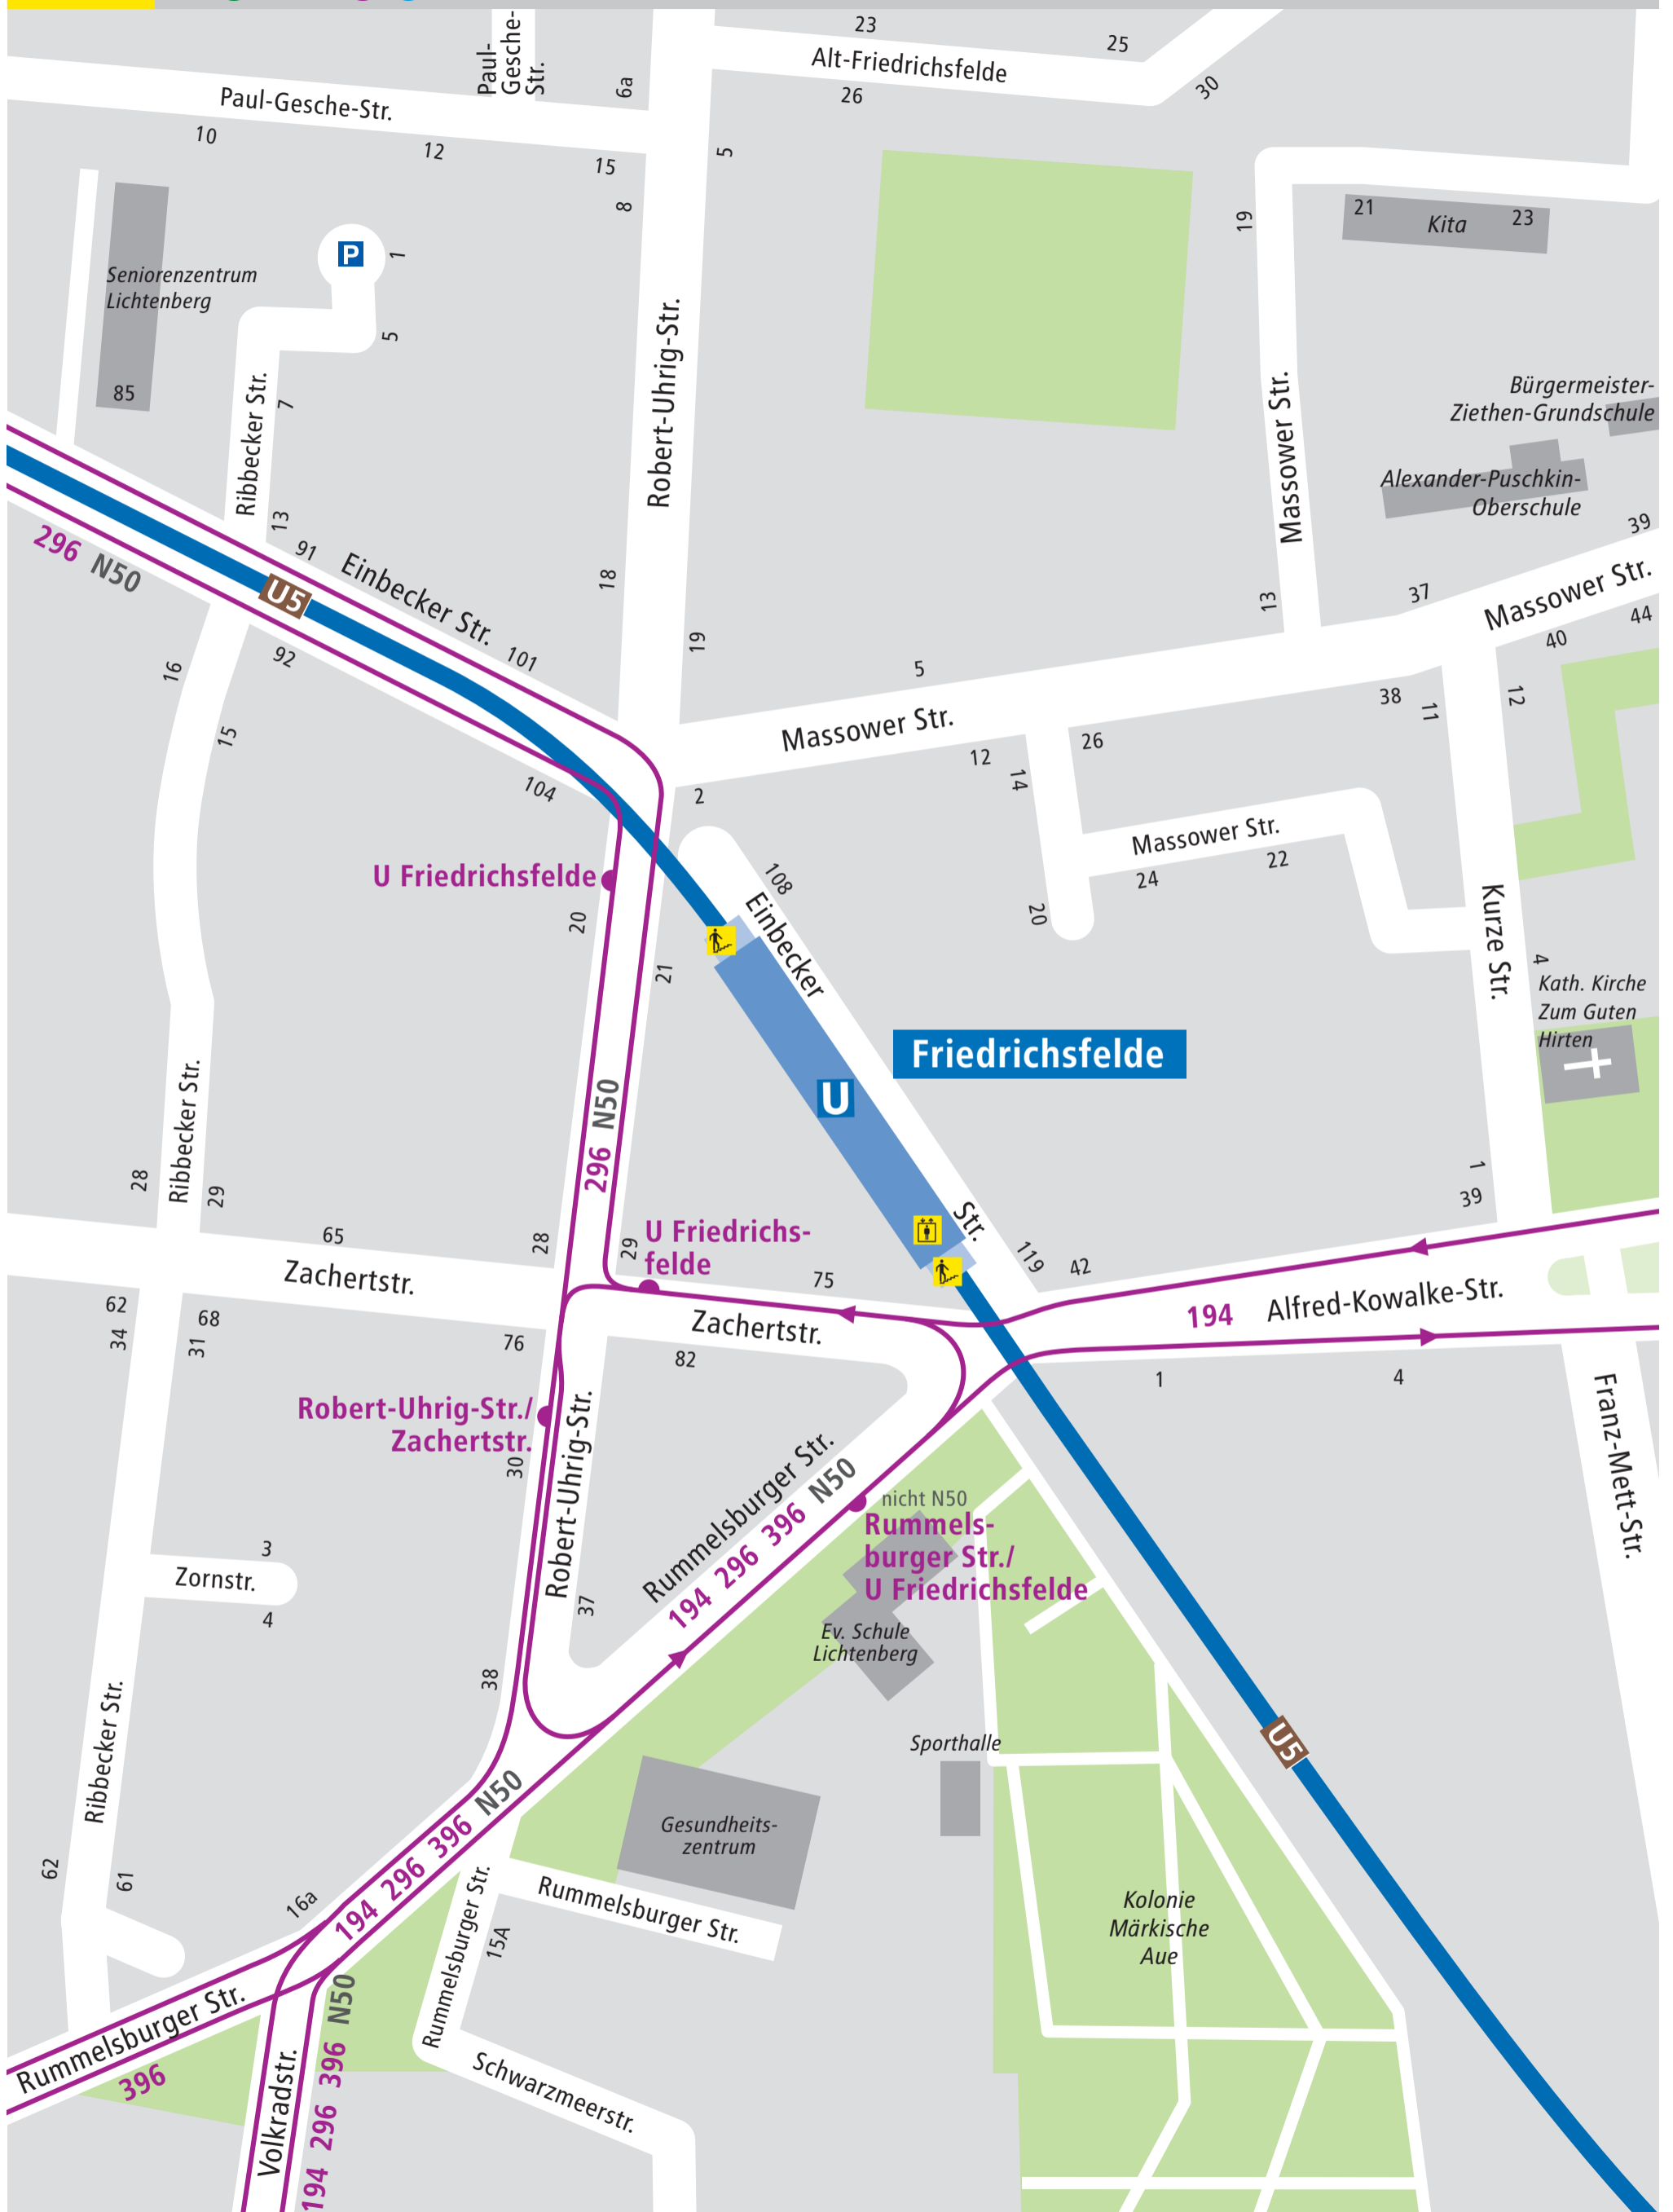 Paul-
Gesche-
Str.
6a
23
25
Alt-Friedrichsfelde
26
30
Paul-Gesche-Str.
10
12
15
5
8
19
21
Kita
23
P
1
Seniorenzentrum
Lichtenberg
5
85
Ribbecker Str.
7
13
Robert-Uhrig-Str.
Massower Str.
Bürgermeister-
Ziethen-Grundschule
Alexander-Puschkin-
Oberschule
39
296 N50
U5
91
Einbecker Str.
101
92
18
19
13
37
Massower Str.
40
44
16
15
5
38
11
12
Massower Str.
12
26
14
104
2
Massower Str.
24
22
20
U Friedrichsfelde
20
21
108
Einbecker
Str.
Kurze Str.
4
Kath. Kirche
Zum Guten
Hirten
Friedrichsfelde
U
296 N50
Ribbecker Str.
28
29
1
39
65
28
29
U Friedrichs-
felde
75
119
42
Zachertstr.
62
34
68
31
76
Zachertstr.
82
194
Alfred-Kowalke-Str.
1
4
Robert-Uhrig-Str./
Zachertstr.
30
Robert-Uhrig-Str.
37
38
Rummelsburger Str.
194 296 396 N50
nicht N50
Rummels-
burger Str./
U Friedrichsfelde
Franz-Mett-Str.
3
Zornstr.
4
Ev. Schule
Lichtenberg
Sporthalle
U5
Ribbecker Str.
62
61
16a
194 296 396 N50
Gesundheits-
zentrum
Rummelsburger Str.
Rummelsburger Str.
15A
Kolonie
Märkische
Aue
Rummelsburger Str.
396
Volkradstr.
194 296 396 N50
Schwarzmeerstr.